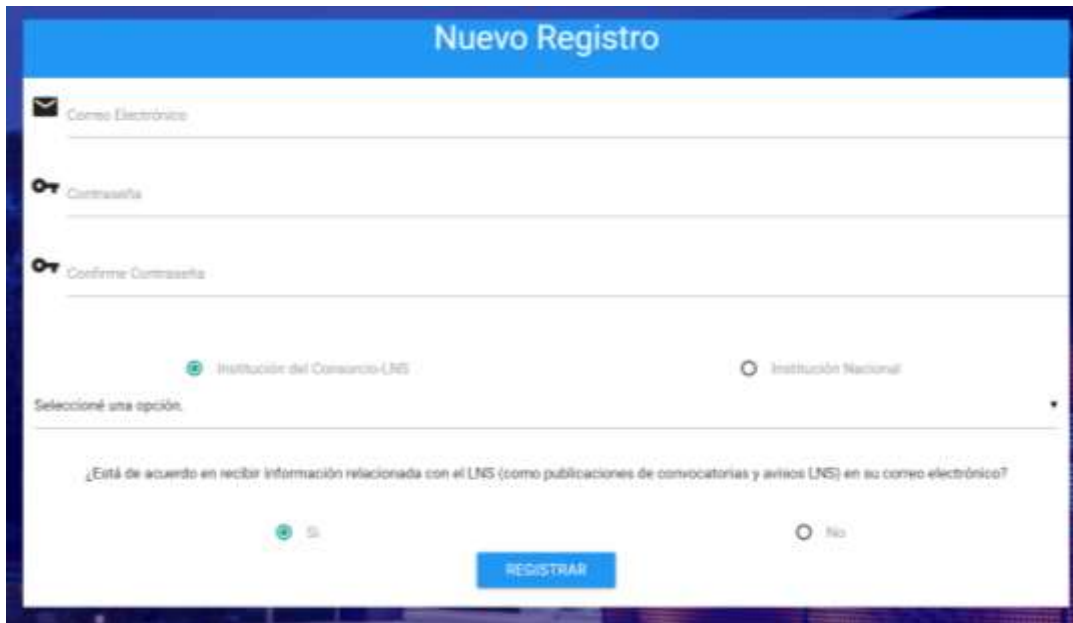 Nuevo Registro
Correo Electrónico
Contraseña
Confirme Contraseña
Institución del Consorcio-LNS
Institución Nacional
Seleccioné una opción.
¿Está de acuerdo en recibir información relacionada con el LNS (como publicaciones de convocatorias y avisos LNS) en su correo electrónico?
Si
No
REGISTRAR